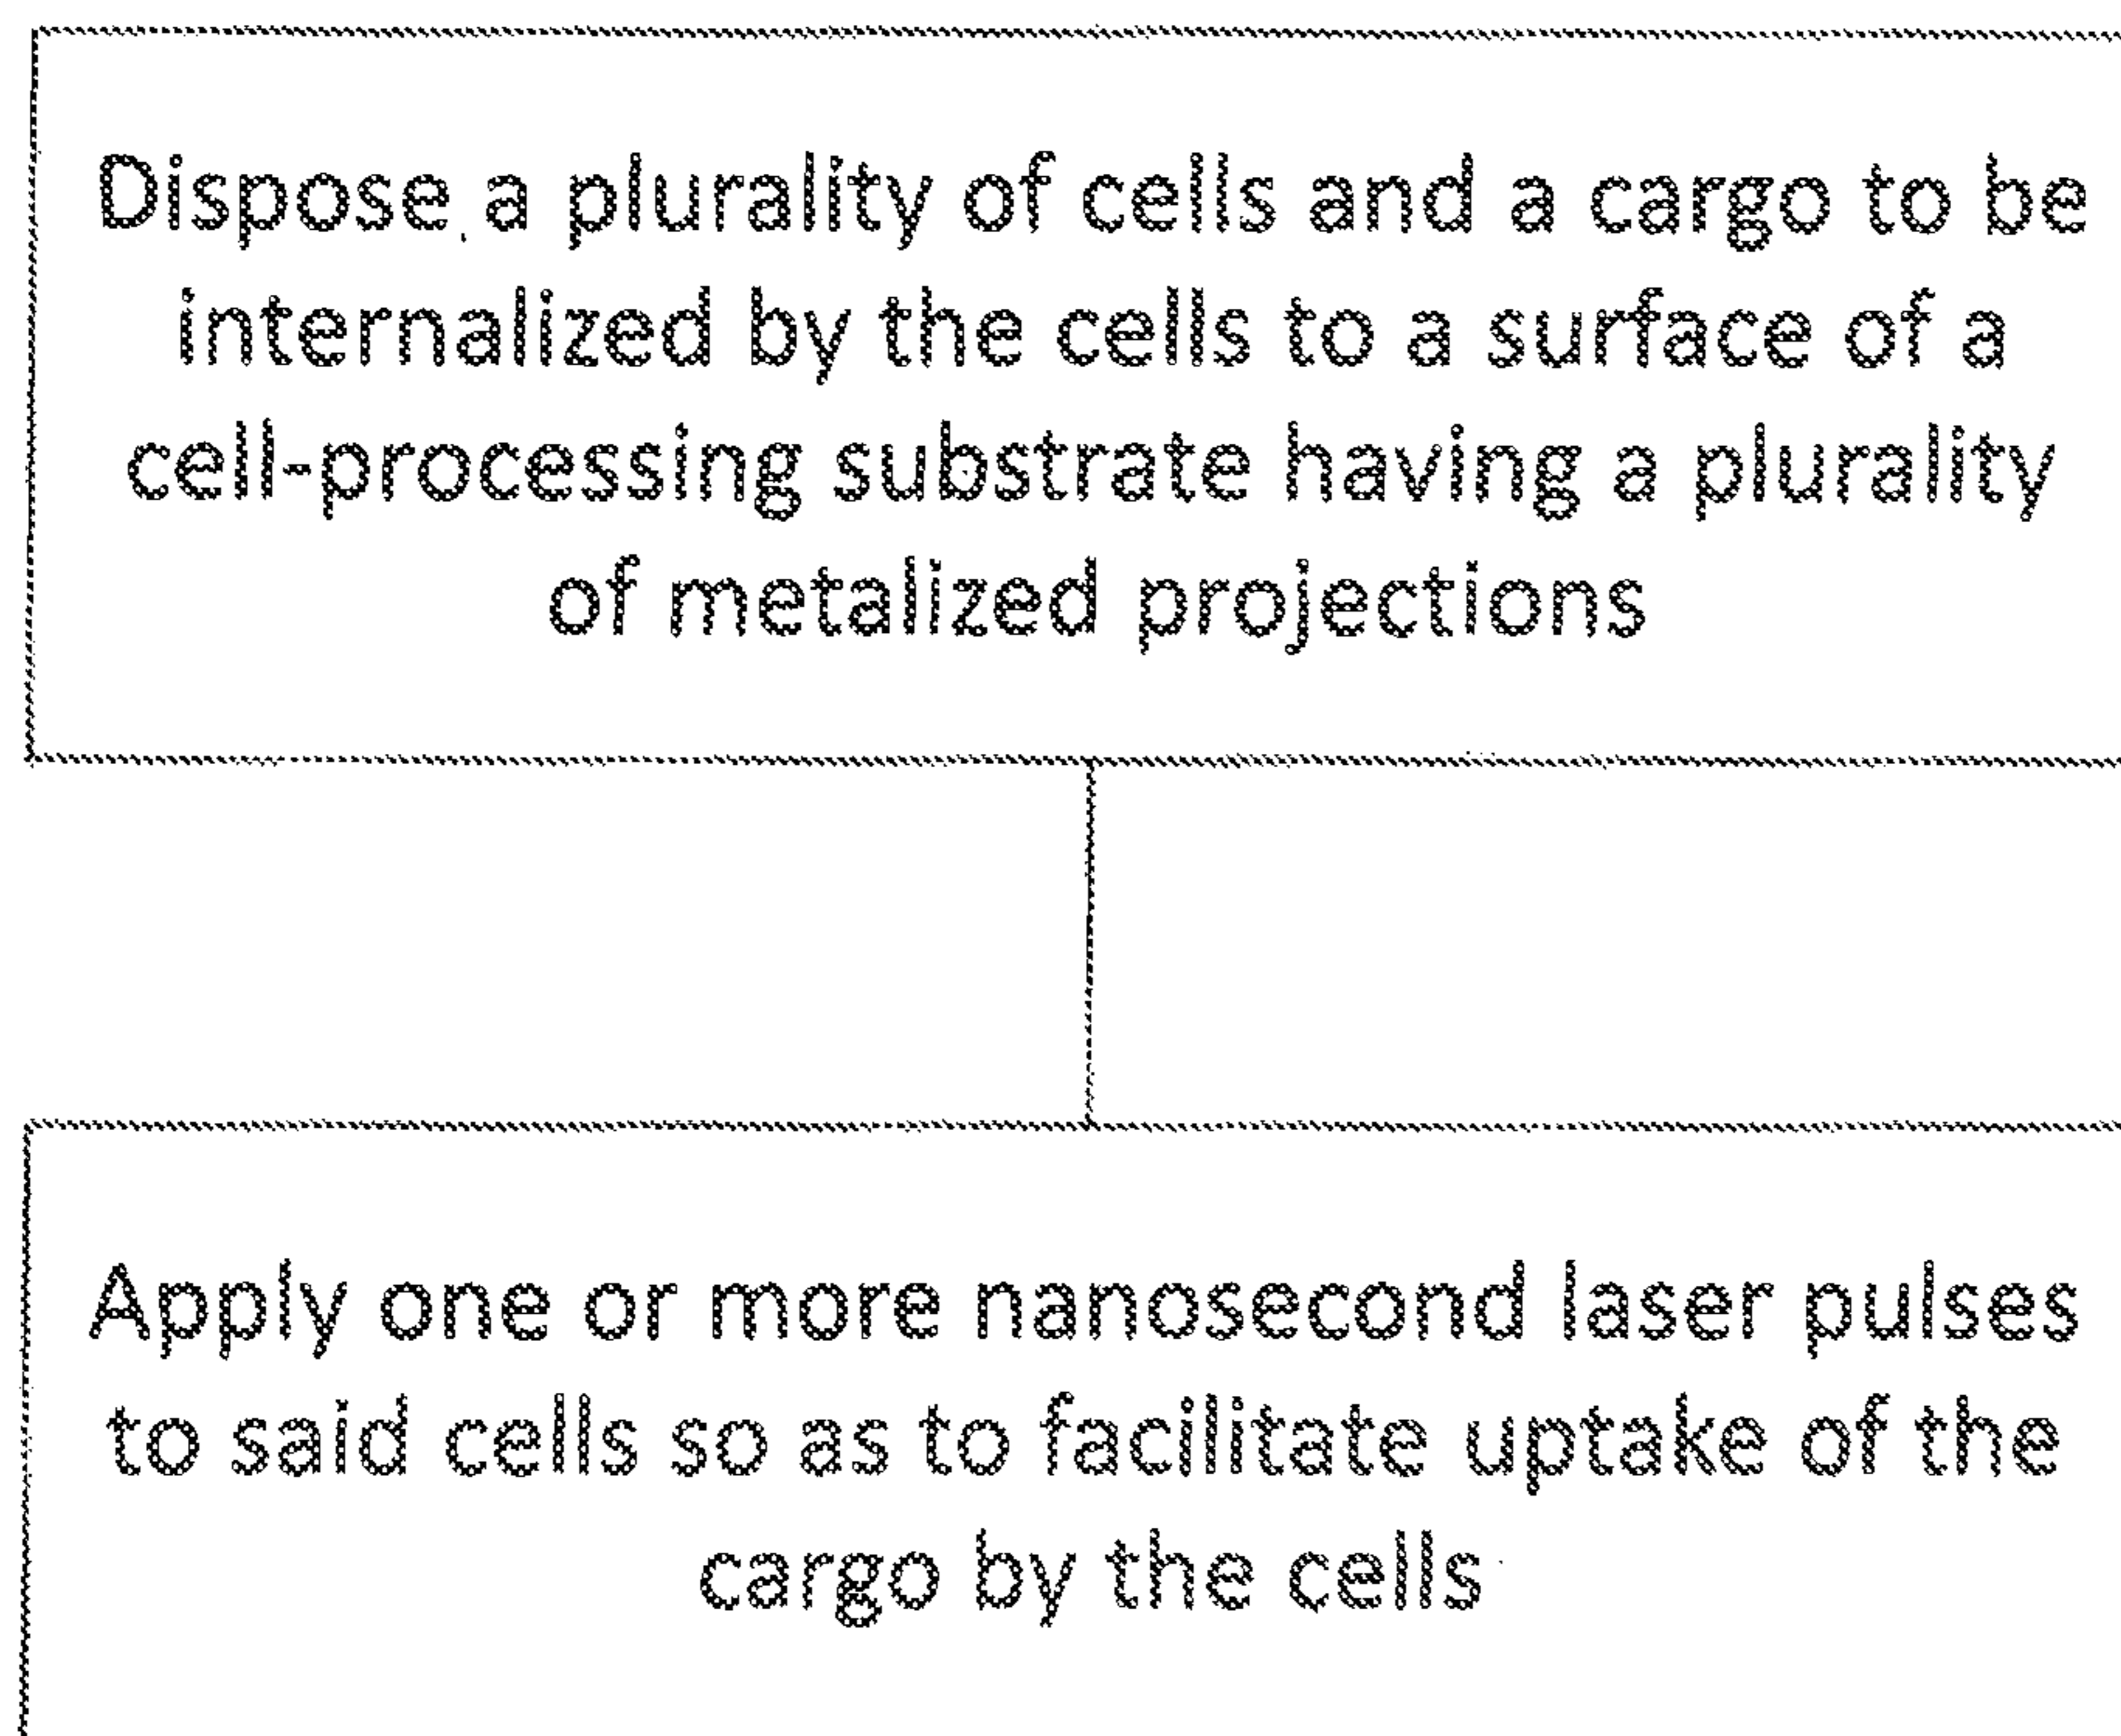 Dispose a plurality of cells and a cargo to be
internalized by the cells to a surface of a
cell-processing substrate having a plurality
of metalized projections
Apply one or more nanosecond laser pulses
to said cells so as to facilitate uptake of the
cargo by the cells